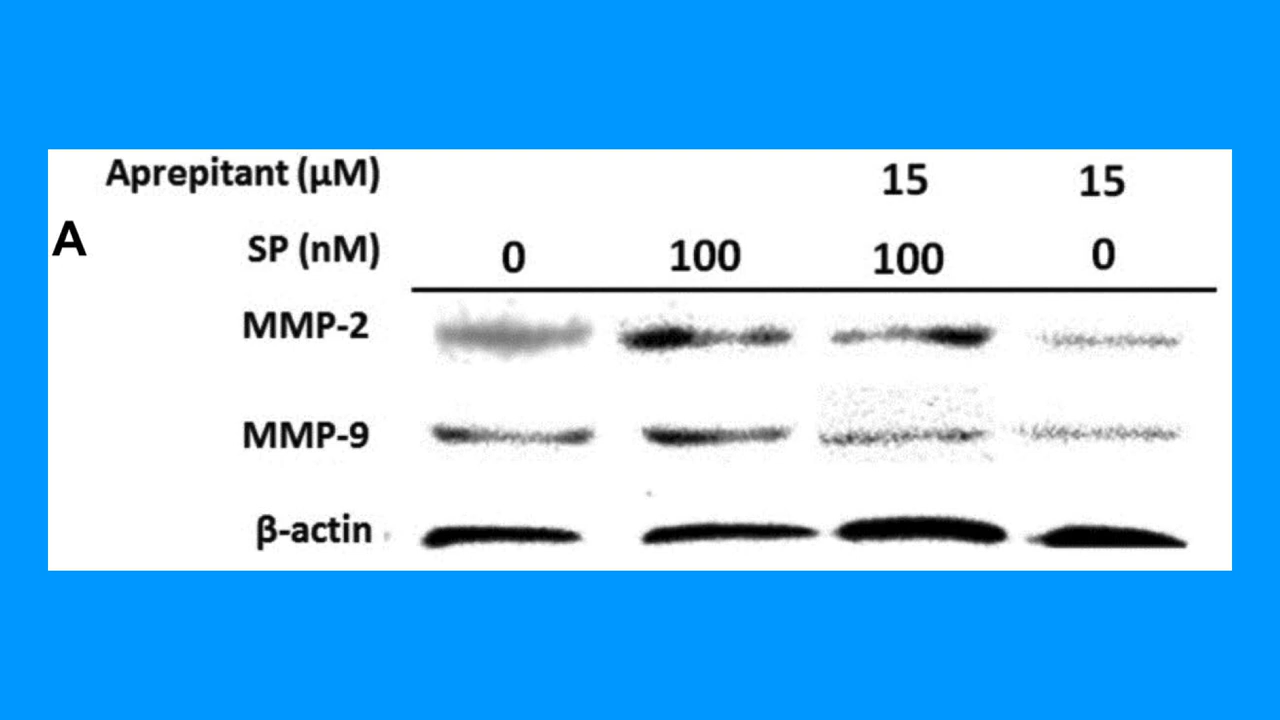 Aprepitant (µM) 15 15
A
SP (nM) 0 100 100 0
MMP-2
MMP-9
β-actin